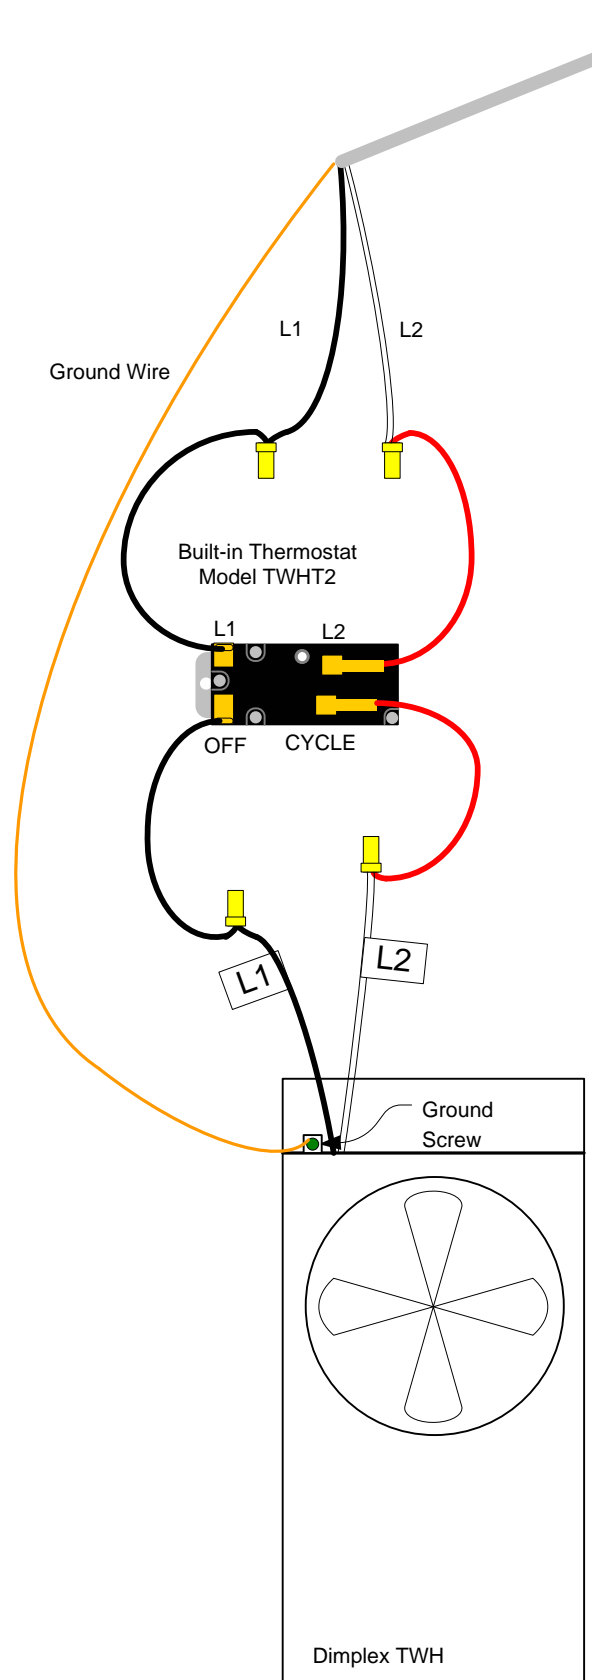 L1
L2
Ground Wire
Built-in Thermostat
Model TWHT2
L1
L2
OFF
CYCLE
L1
L2
Ground
Screw
Dimplex TWH